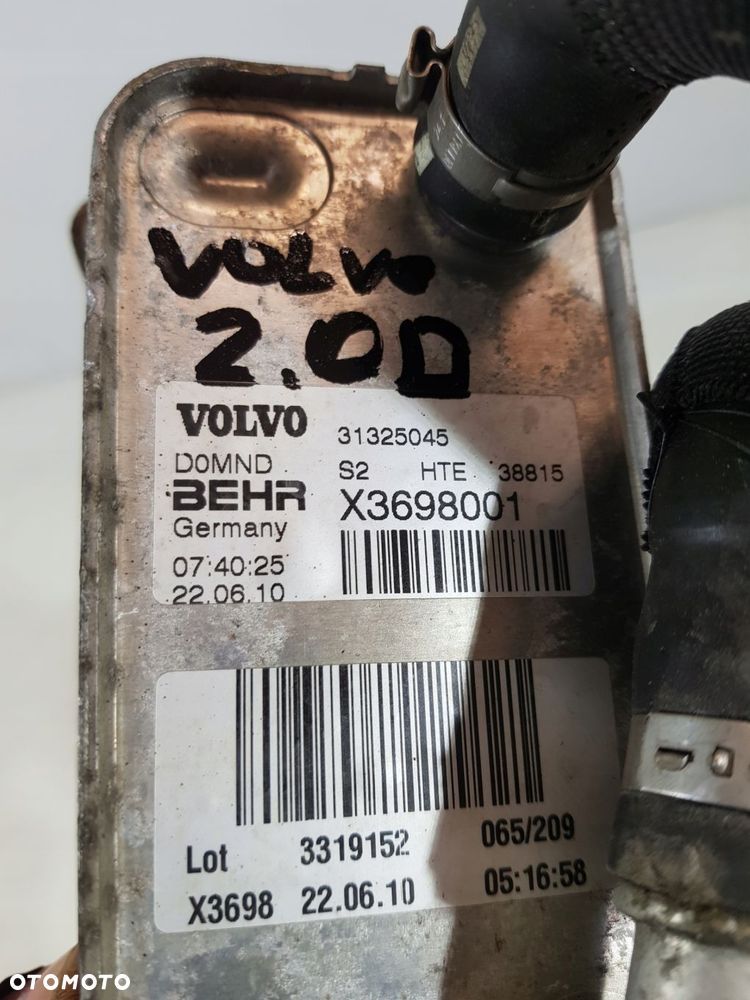 VOLVO
2.0D
VOLVO 31325045
DOMND S2 HTE 38815
BEHR X3698001
Germany
07:40:25
22.06.10
Lot 3319152 065/209
X3698 22.06.10 05:16:58
OTOMOTO